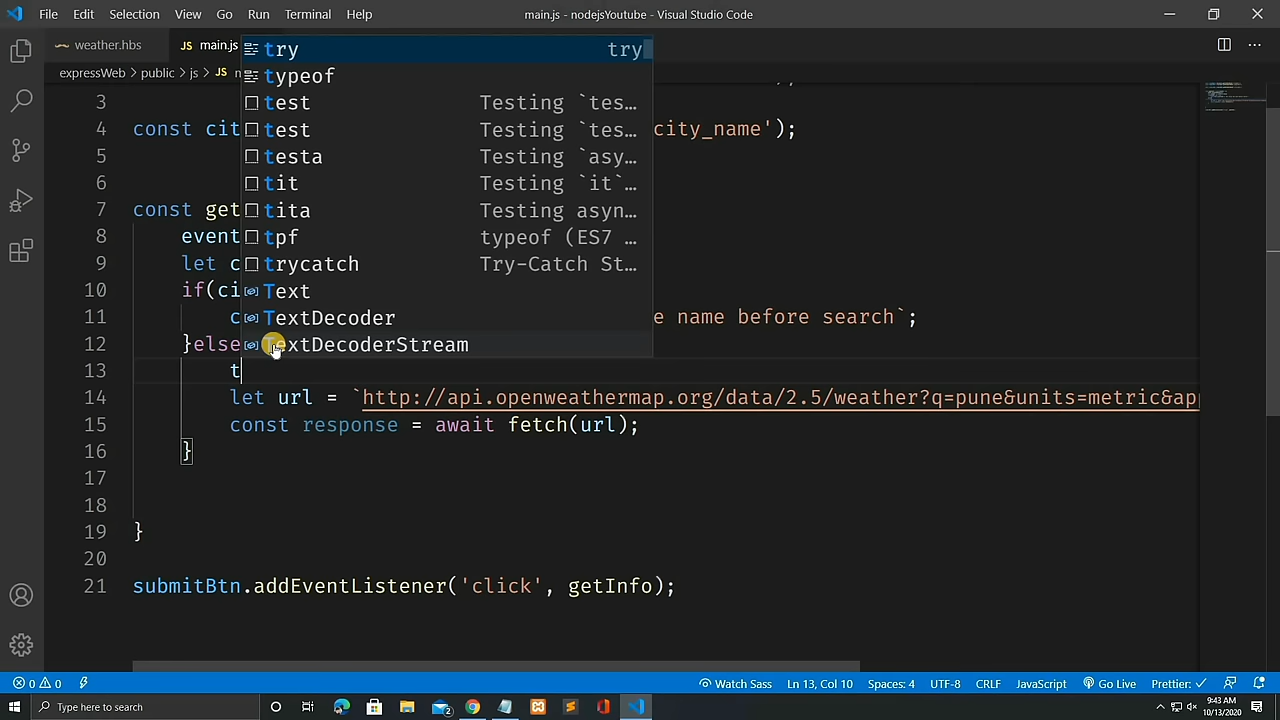 File Edit Selection View Go Run Terminal Help
main.js - nodejsYoutube - Visual Studio Code
weather.hbs
JS main.js
expressWeb > public > js > JS
try try
typeof
test Testing `tes…
test Testing `tes…
testa Testing `asy…
tit Testing `it`…
tita Testing asyn…
tpf typeof (ES7 …
trycatch Try-Catch St…
Text
TextDecoder
TextDecoderStream
3
4 const cit city_name');
5
6
7 const get
8 event
9 let c
10 if(ci
11 c e name before search`;
12 }else
13 t
14 let url = `http://api.openweathermap.org/data/2.5/weather?q=pune&units=metric&ap
15 const response = await fetch(url);
16 }
17
18
19 }
20
21 submitBtn.addEventListener('click', getInfo);
0 0 Watch Sass Ln 13, Col 10 Spaces: 4 UTF-8 CRLF JavaScript Go Live Prettier: ✓
Type here to search
9:43 AM
10/13/2020